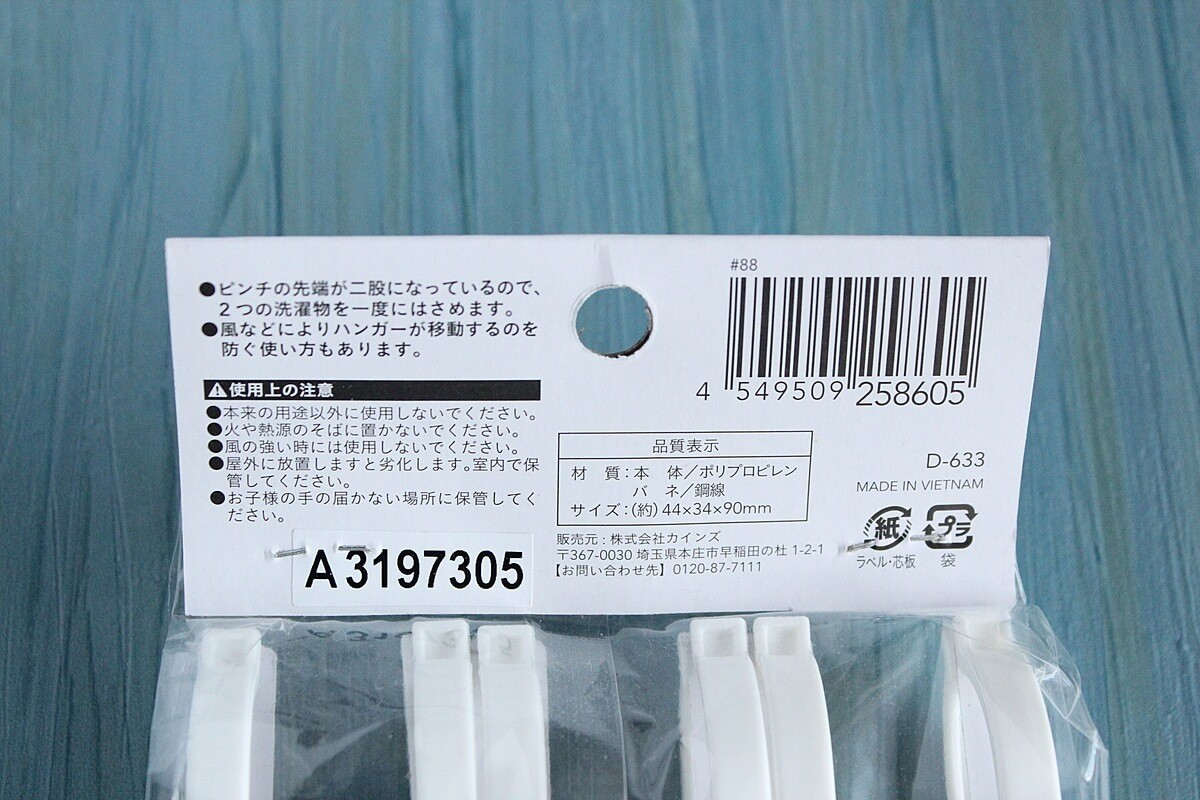 ●ピンチの先端が二股になっているので、
２つの洗濯物を一度にはさめます。
●風などによりハンガーが移動するのを
防ぐ使い方もあります。
使用上の注意
●本来の用途以外に使用しないでください。
●火や熱源のそばに置かないでください。
●風の強い時には使用しないでください。
●屋外に放置しますと劣化します。室内で保
管してください。
●お子様の手の届かない場所に保管してく
ださい。
A3197305
#88
4 549509 258605
品質表示
材　質：本　体／ポリプロピレン
バ　ネ／鋼線
サイズ：(約)44×34×90mm
販売元：株式会社カインズ
〒367-0030 埼玉県本庄市早稲田の杜 1-2-1
【お問い合わせ先】0120-87-7111
D-633
MADE IN VIETNAM
紙
ラベル・芯板
プラ
袋